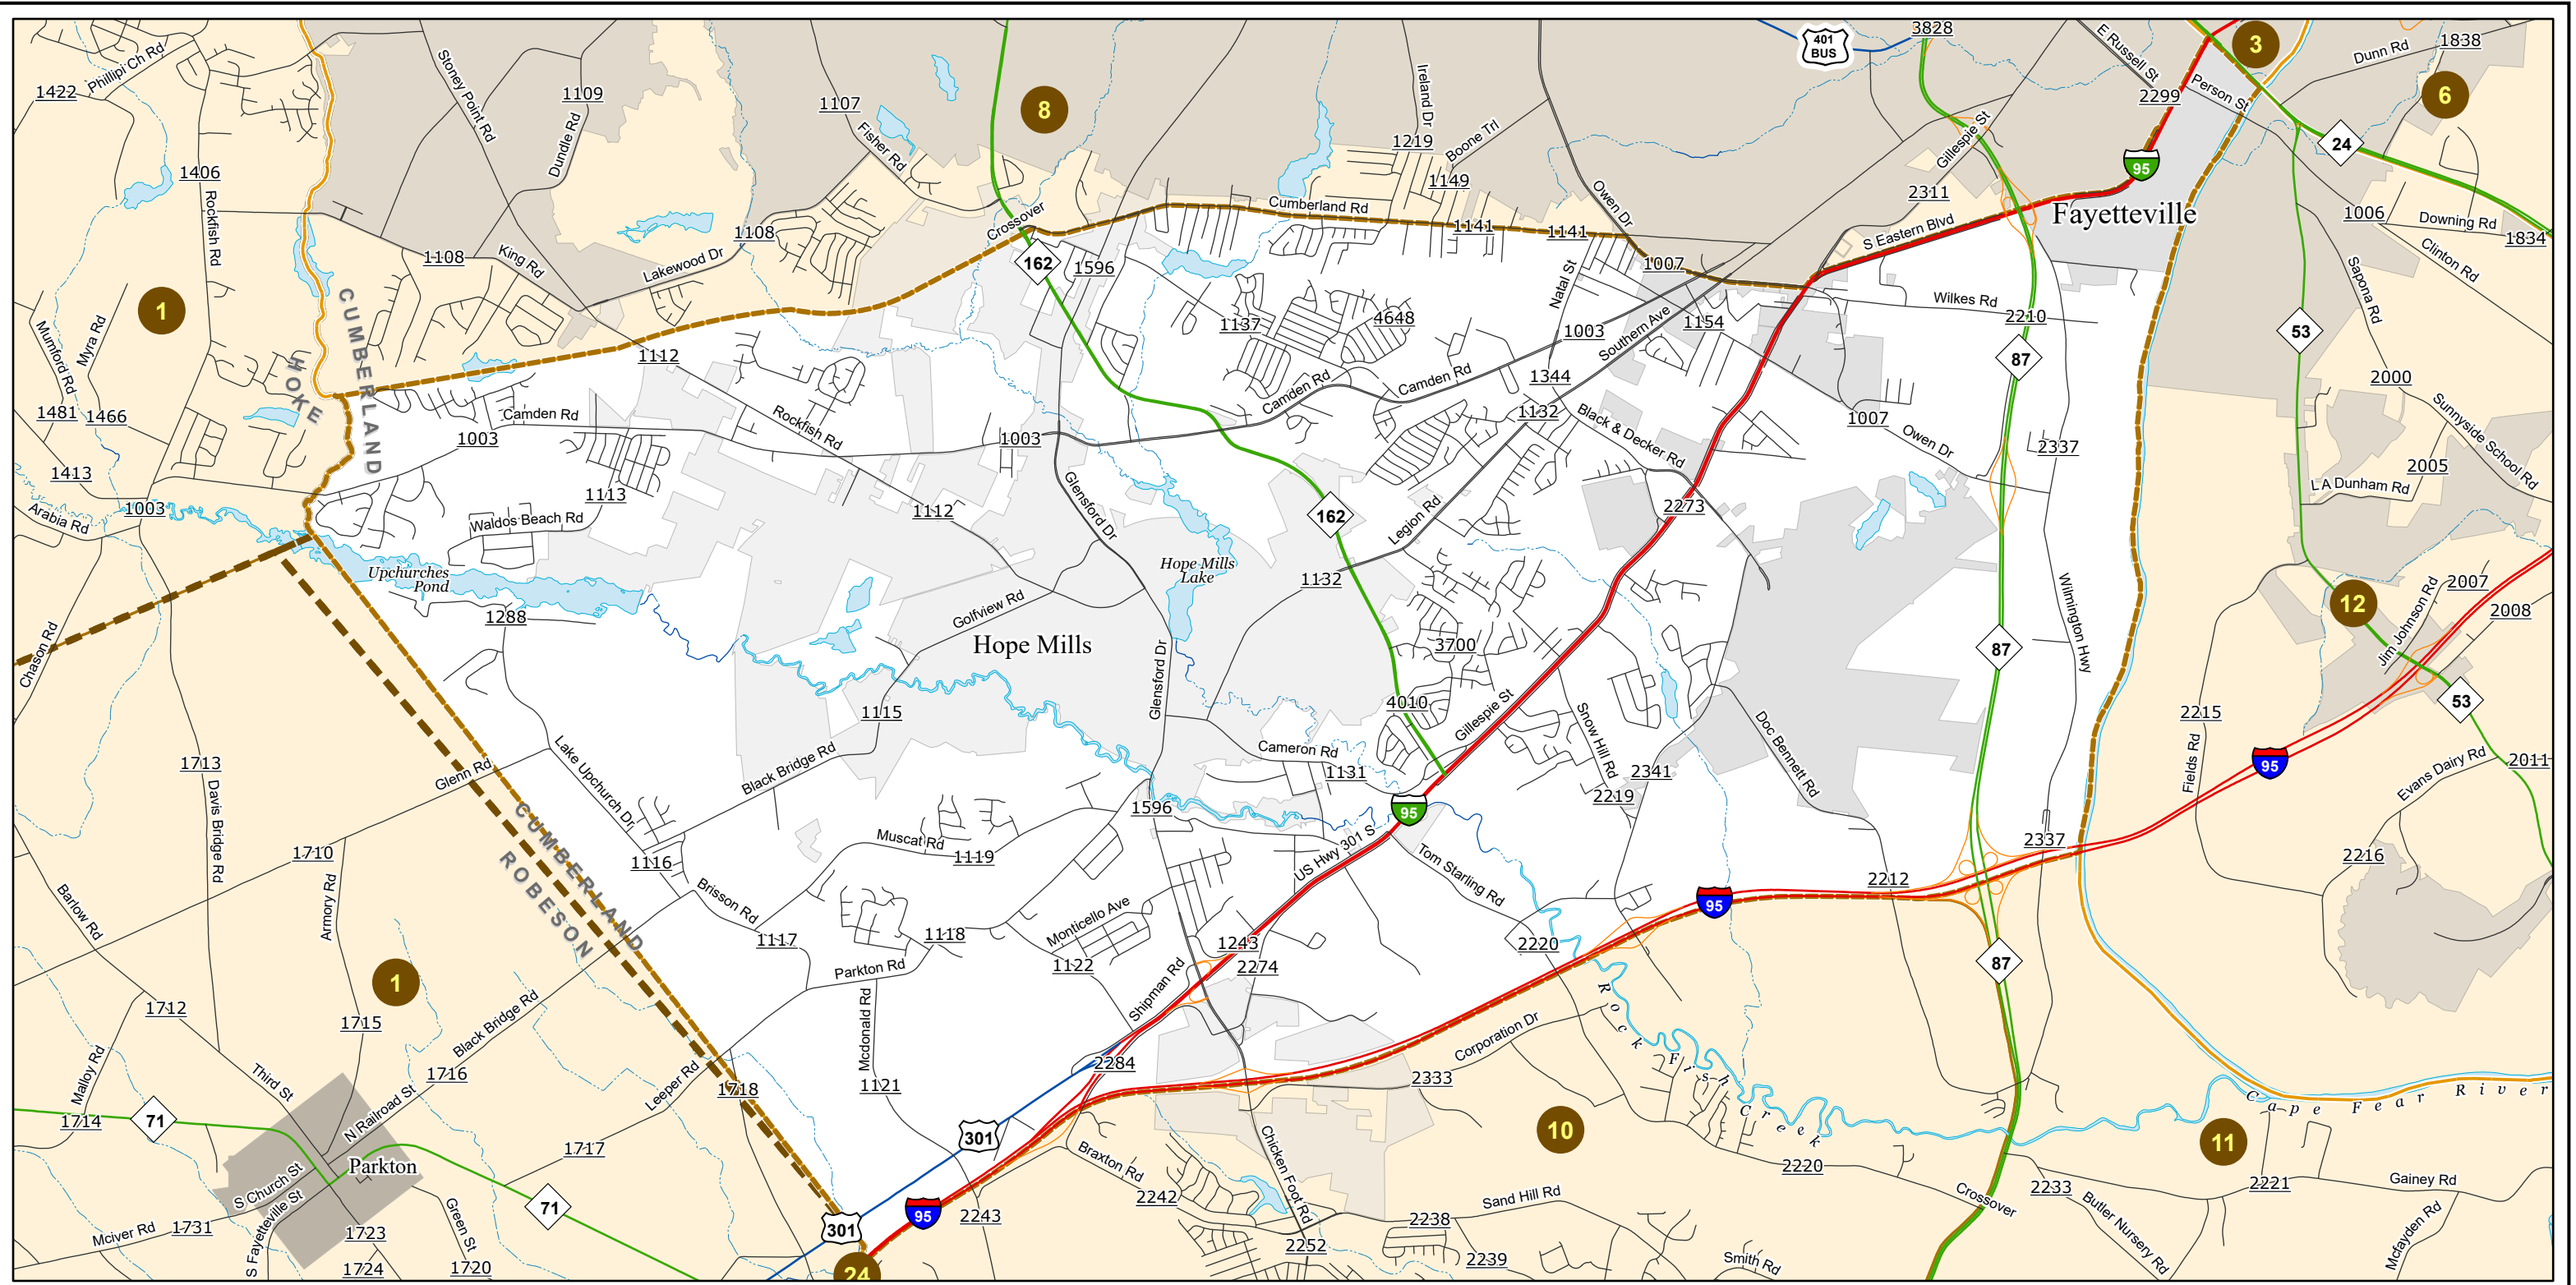 3828
401
BUS
E Russell St
Dunn Rd
1838
3
Phillipi Ch Rd
1422
Stoney Point Rd
1109
1107
8
Ireland Dr
2299
Person St
6
Fisher Rd
Dundle Rd
1219
Boone Trl
Gillespie St
24
95
1406
1149
Rockfish Rd
Owen Dr
2311
Cumberland Rd
1006
Downing Rd
1834
Fayetteville
Crossover
1108
1141
1141
S Eastern Blvd
Clinton Rd
1108
King Rd
Lakewood Dr
162
1596
1007
Natal St
Sapona Rd
1
CUMBERLAND
HOKE
Wilkes Rd
2210
Mumford Rd
Myra Rd
1137
4648
1003
Southern Ave
1154
53
87
1112
1344
2000
Camden Rd
Camden Rd
1481
1466
Camden Rd
Rockfish Rd
1132
Black & Decker Rd
1007
Owen Dr
Sunnyside School Rd
1003
1003
2337
1413
2005
L A Dunham Rd
1113
Glensford Dr
1003
Arabia Rd
Waldos Beach Rd
1112
162
Legion Rd
2273
Upchurches
Pond
Hope Mills
Lake
1132
Wilmington Hwy
2007
12
Jim Johnson Rd
2008
1288
Golfview Rd
Hope Mills
3700
87
Chason Rd
Glensford Dr
4010
Gillespie St
Snow Hill Rd
Doc Bennett Rd
53
1115
2215
Fields Rd
Lake Upchurch Dr
Black Bridge Rd
Cameron Rd
1131
1713
Glenn Rd
2341
95
Evans Dairy Rd
2011
Davis Bridge Rd
2219
CUMBERLAND
ROBESON
1596
95
Muscat Rd
1119
US Hwy 301 S
2337
1710
1116
Tom Starling Rd
2216
2212
Barlow Rd
Armory Rd
Brisson Rd
95
Monticello Ave
1117
1118
1243
2220
1122
2274
87
Parkton Rd
1
Shipman Rd
Mcdonald Rd
1712
1715
Black Bridge Rd
Corporation Dr
Rock Fish Creek
2284
1716
Malloy Rd
Third St
Leeper Rd
1718
1121
2333
Cape Fear River
71
1714
N Railroad St
301
10
11
1717
Chicken Foot Rd
Parkton
Braxton Rd
2220
S Church St
2242
Sand Hill Rd
2233
2221
Gainey Rd
Crossover
S Fayetteville St
71
Green St
301
95
2243
2238
Butler Nursery Rd
Mcfayden Rd
Mciver Rd
1731
1723
2252
2239
Smith Rd
1724
1720
24